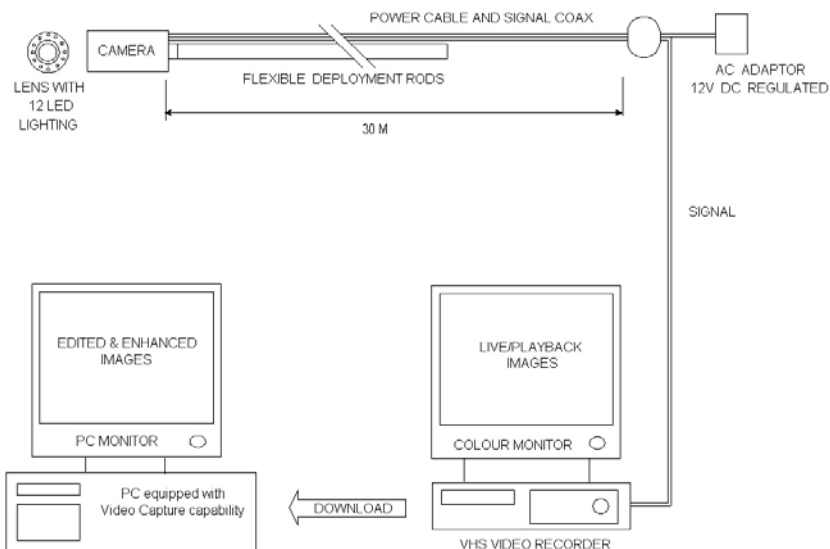 POWER CABLE AND SIGNAL COAX
CAMERA
FLEXIBLE DEPLOYMENT RODS
AC ADAPTOR
12V DC REGULATED
LENS WITH
12 LED
LIGHTING
30 M
SIGNAL
EDITED & ENHANCED
IMAGES
PC MONITOR
PC equipped with
Video Capture capability
LIVE/PLAYBACK
IMAGES
COLOUR MONITOR
DOWNLOAD
VHS VIDEO RECORDER